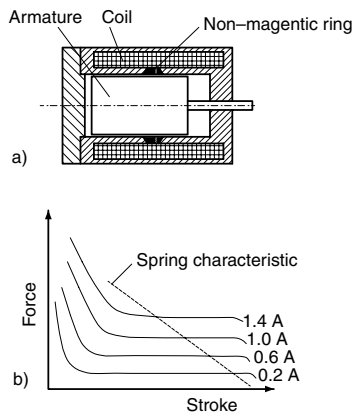 Armature Coil
Non–magentic ring
a)
Spring characteristic
Force
1.4 A
1.0 A
0.6 A
0.2 A
b)
Stroke